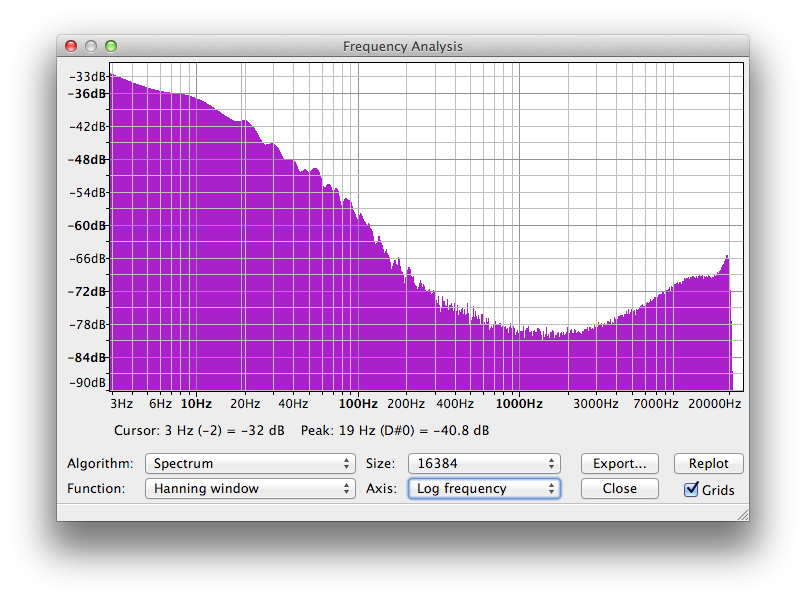 Frequency Analysis
-33dB
-36dB
-42dB
-48dB
-54dB
-60dB
-66dB
-72dB
-78dB
-84dB
-90dB
3Hz 6Hz 10Hz 20Hz 40Hz 100Hz 200Hz 400Hz 1000Hz 3000Hz 7000Hz 20000Hz
Cursor: 3 Hz (-2) = -32 dB Peak: 19 Hz (D#0) = -40.8 dB
Algorithm: Spectrum Size: 16384 Export... Replot
Function: Hanning window Axis: Log frequency Close Grids